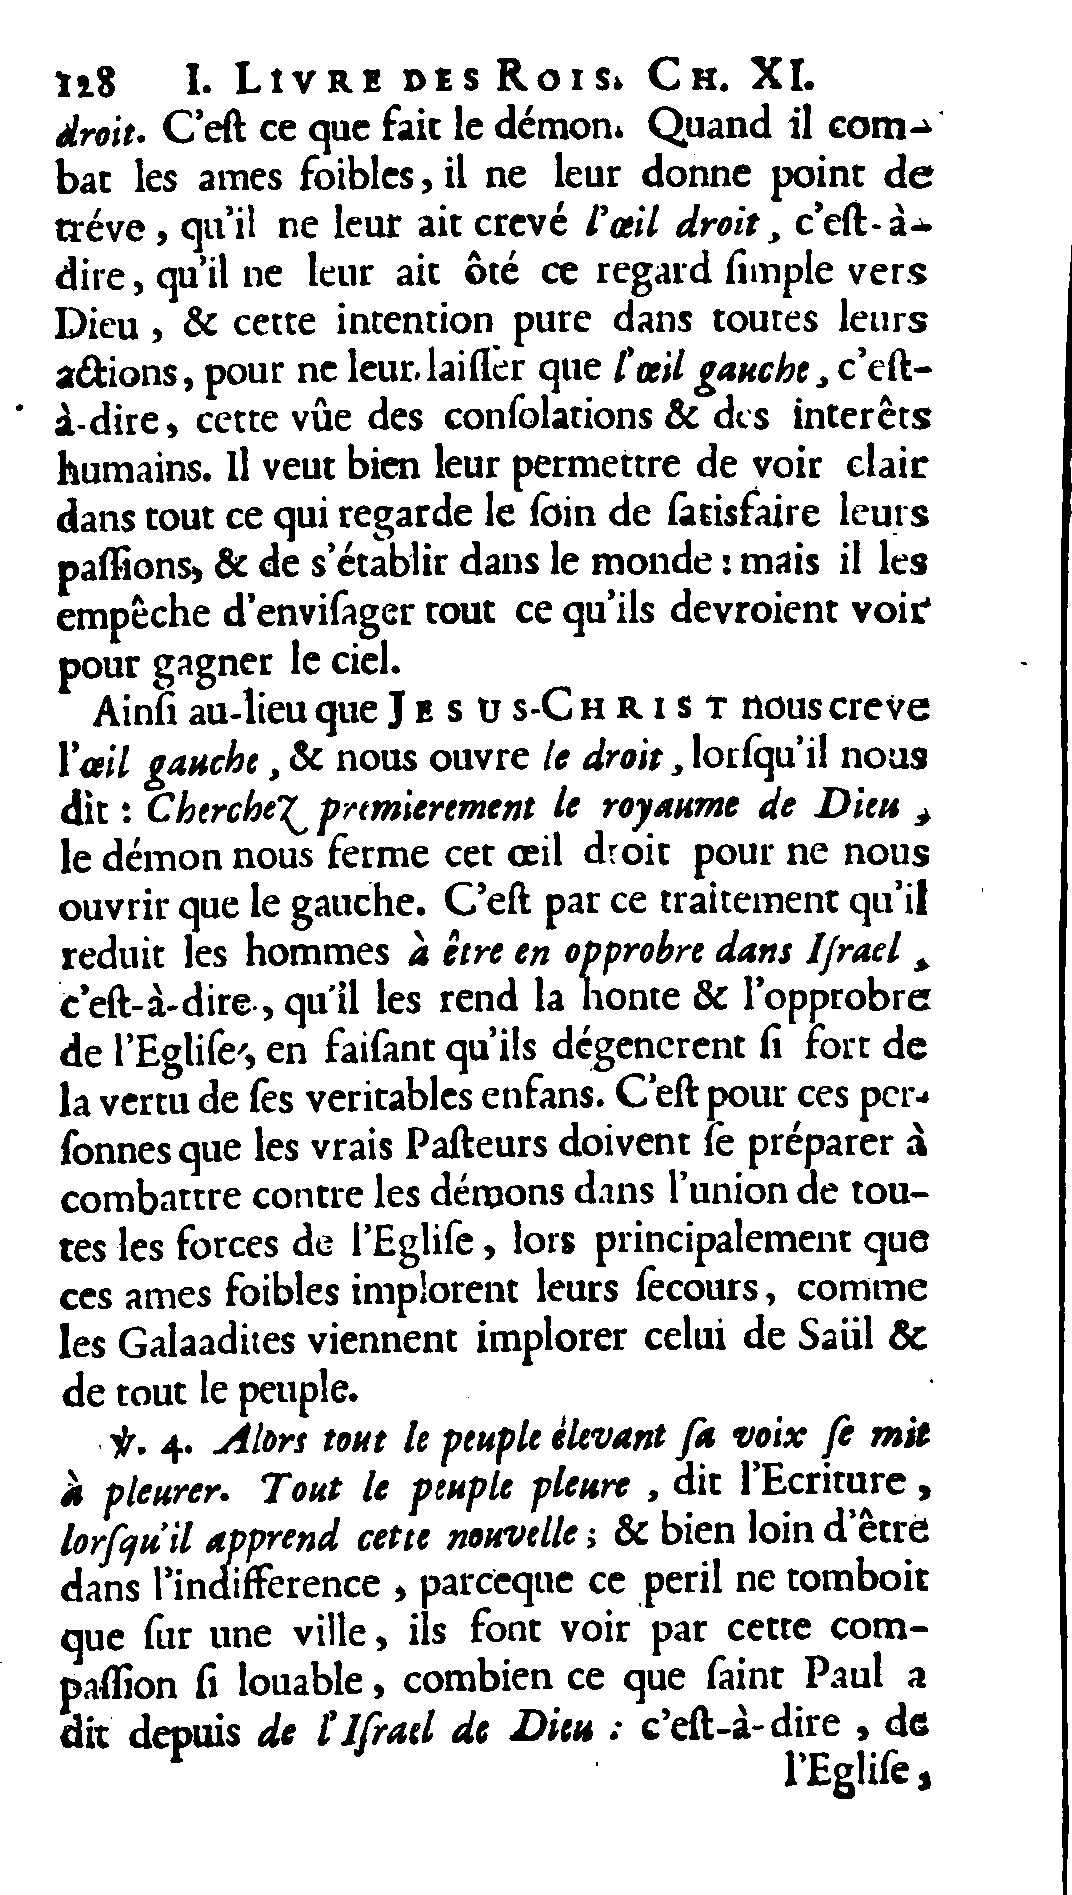 128 I. LIVRE DES ROIS. CH. XI.
droit. C'eſt ce que fait le démon. Quand il com-
bat les ames foibles, il ne leur donne point de
tréve, qu'il ne leur ait crevé l'œil droit, c'eſt-à-
dire, qu'il ne leur ait ôté ce regard ſimple vers
Dieu, & cette intention pure dans toutes leurs
actions, pour ne leur laiſſer que l'œil gauche, c'eſt-
à-dire, cette vûe des conſolations & des interêts
humains. Il veut bien leur permettre de voir clair
dans tout ce qui regarde le ſoin de ſatisfaire leurs
paſſions, & de s'établir dans le monde : mais il les
empêche d'enviſager tout ce qu'ils devroient voir
pour gagner le ciel.
Ainſi au-lieu que JESUS-CHRIST nous creve
l'œil gauche, & nous ouvre le droit, lorſqu'il nous
dit : Cherchez premierement le royaume de Dieu,
le démon nous ferme cet œil droit pour ne nous
ouvrir que le gauche. C'eſt par ce traitement qu'il
reduit les hommes à être en opprobre dans Iſrael,
c'eſt-à-dire, qu'il les rend la honte & l'opprobre
de l'Egliſe, en faiſant qu'ils dégenerent ſi fort de
la vertu de ſes veritables enfans. C'eſt pour ces per-
ſonnes que les vrais Paſteurs doivent ſe préparer à
combattre contre les démons dans l'union de tou-
tes les forces de l'Egliſe, lors principalement que
ces ames foibles implorent leurs ſecours, comme
les Galaadites viennent implorer celui de Saül &
de tout le peuple.
℣. 4. Alors tout le peuple élevant ſa voix ſe mit
à pleurer. Tout le peuple pleure, dit l'Ecriture,
lorſqu'il apprend cette nouvelle ; & bien loin d'être
dans l'indifference, parceque ce peril ne tomboit
que ſur une ville, ils font voir par cette com-
paſſion ſi louable, combien ce que ſaint Paul a
dit depuis de l'Iſrael de Dieu : c'eſt-à-dire, de
l'Egliſe,